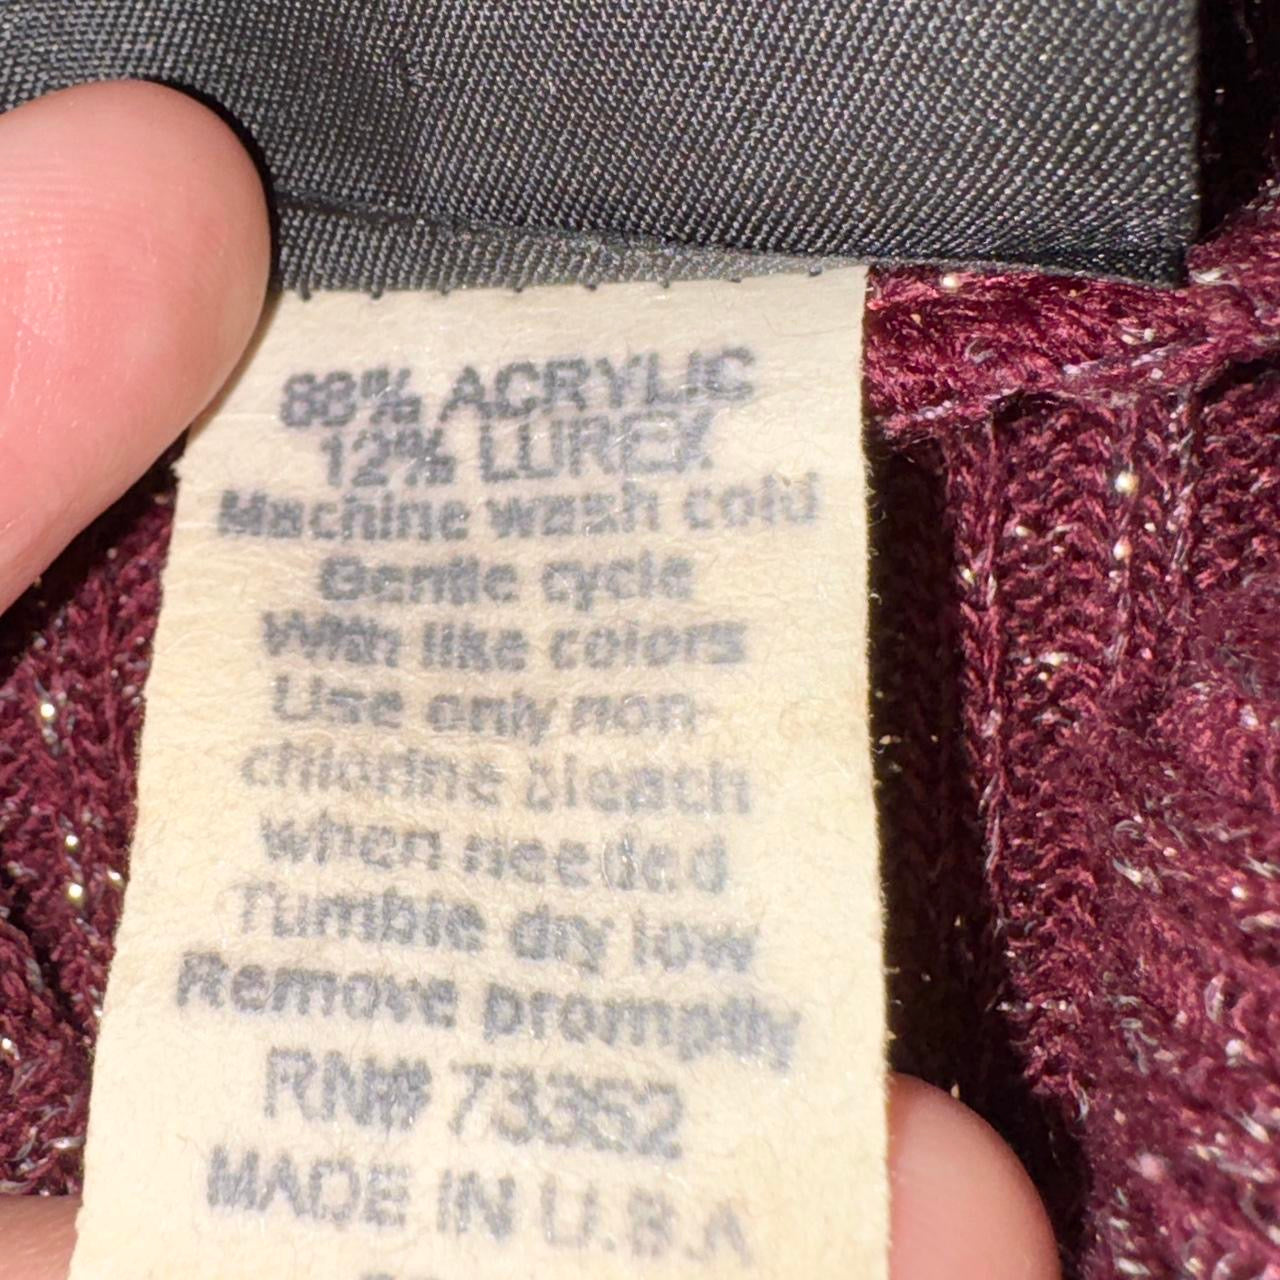 88% ACRYLIC
12% LUREX
Machine wash cold
Gentle cycle
With like colors
Use only non-
chlorine bleach
when needed
Tumble dry low
Remove promptly
RN#
MADE IN U.S.A